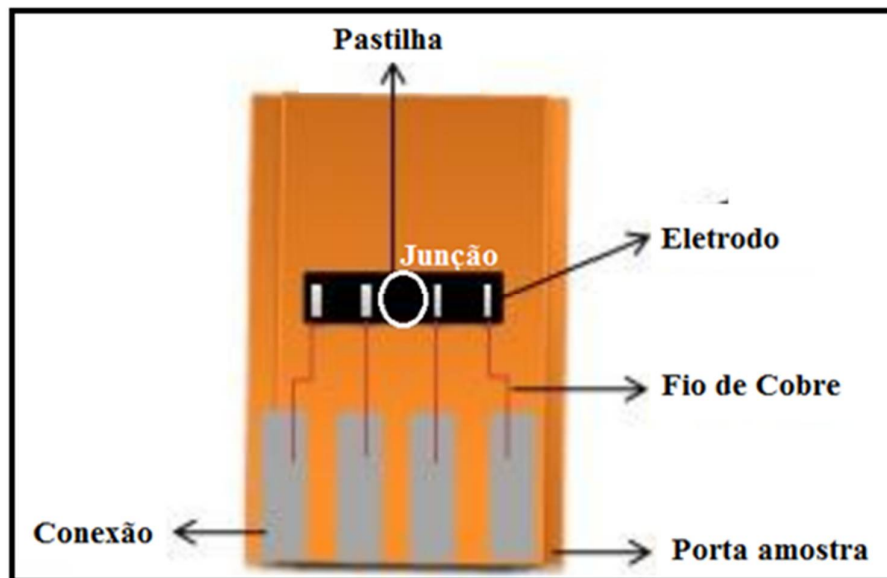 Pastilha
Junção
Eletrodo
Fio de Cobre
Conexão
Porta amostra